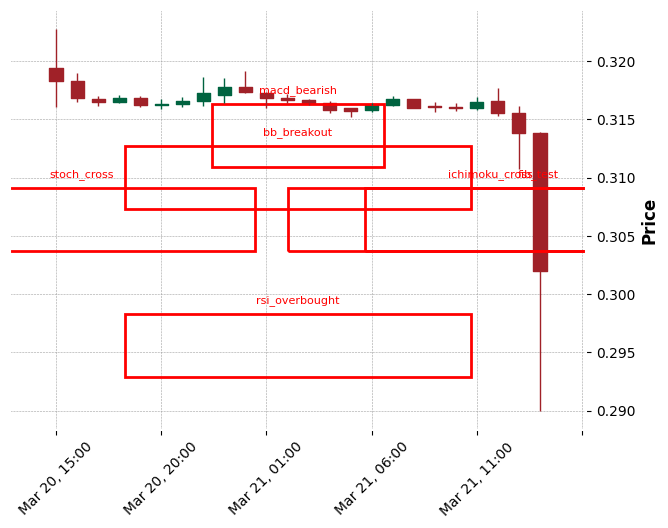 0.320
macd_bearish
0.315
bb_breakout
stoch_cross
ichimoku_cross
0.310
Price
0.305
rsi_overbought
0.300
0.295
0.290
Mar 20, 15:00
Mar 20, 20:00
Mar 21, 01:00
Mar 21, 06:00
Mar 21, 11:00